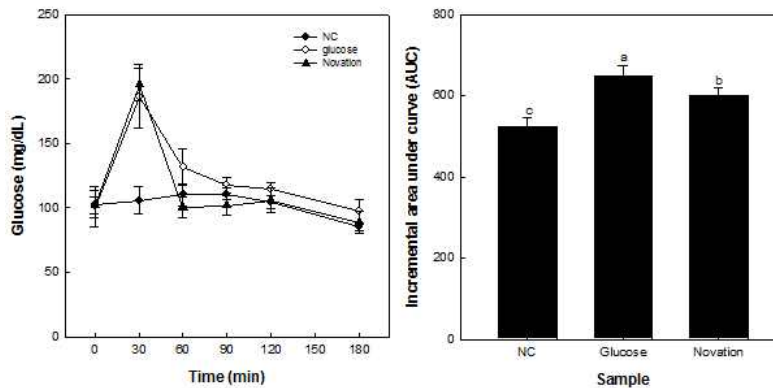 250
200
150
100
50
0
Glucose (mg/dL)
NC
glucose
Novation
0 30 60 90 120 150 180
Time (min)
800
600
400
200
0
Incremental area under curve (AUC)
c
a
b
NC Glucose Novation
Sample